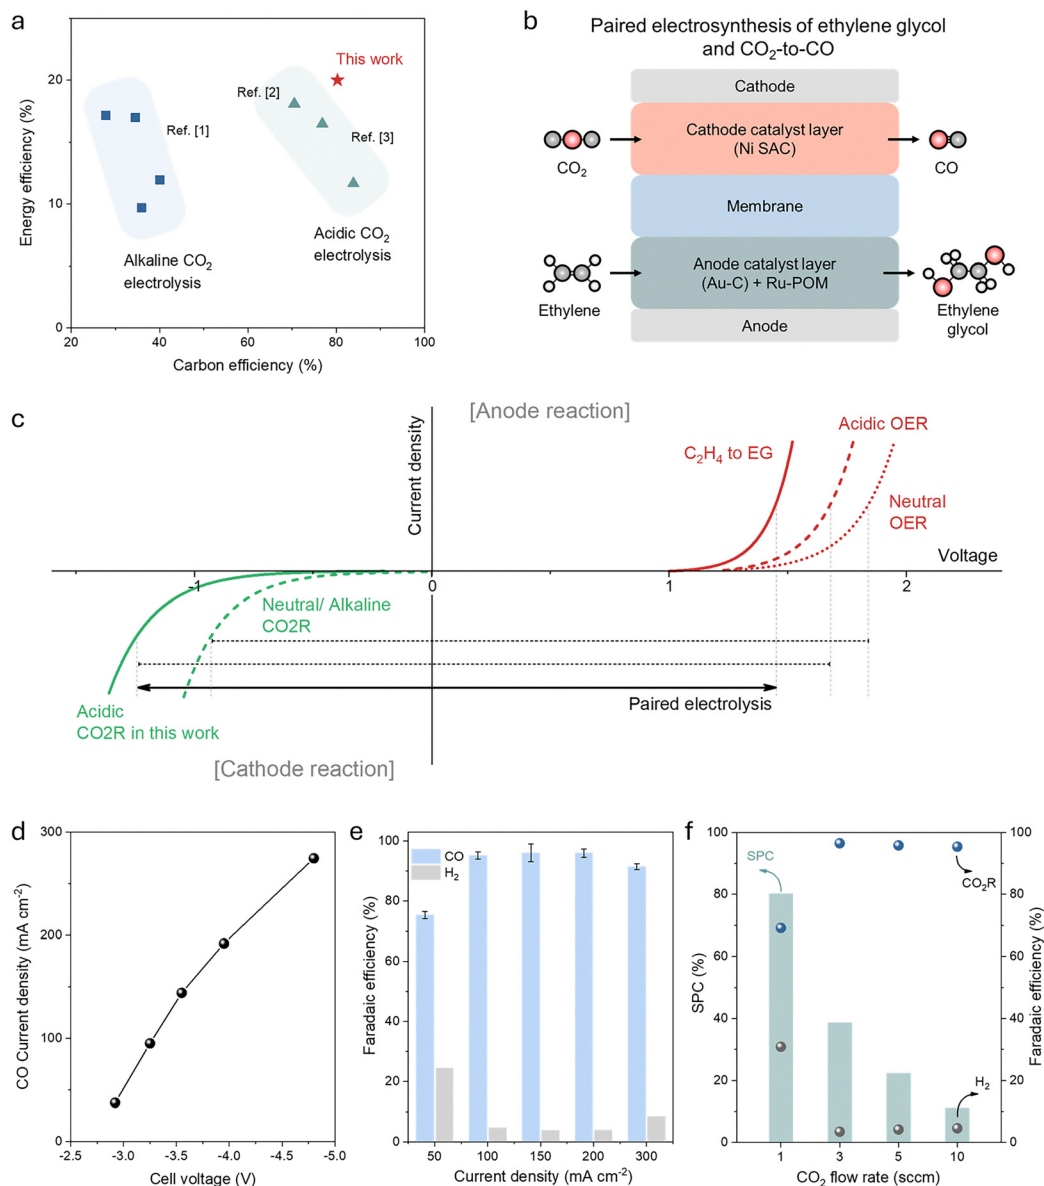 a
Energy efficiency (%)
20
10
0
20
40
60
80
100
Carbon efficiency (%)
This work
Ref. [2]
Ref. [1]
Ref. [3]
Alkaline CO₂
electrolysis
Acidic CO₂
electrolysis
b
Paired electrosynthesis of ethylene glycol
and CO₂-to-CO
Cathode
Cathode catalyst layer
(Ni SAC)
CO₂
CO
Membrane
Anode catalyst layer
(Au-C) + Ru-POM
Ethylene
Ethylene
glycol
Anode
c
Current density
[Anode reaction]
C₂H₄ to EG
Acidic OER
Neutral
OER
Voltage
-1
0
1
2
Neutral/ Alkaline
CO2R
Paired electrolysis
Acidic
CO2R in this work
[Cathode reaction]
d
CO Current density (mA cm⁻²)
300
200
100
0
-2.5
-3.0
-3.5
-4.0
-4.5
-5.0
Cell voltage (V)
e
Faradaic efficiency (%)
100
80
60
40
20
0
CO
H₂
50
100
150
200
300
Current density (mA cm⁻²)
f
SPC (%)
100
80
60
40
20
0
SPC
CO₂R
H₂
1
3
5
10
CO₂ flow rate (sccm)
100
80
60
40
20
0
Faradaic efficiency (%)